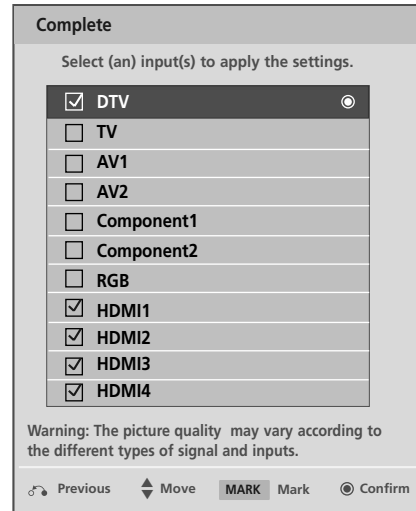 Complete
Select (an) input(s) to apply the settings.
DTV
TV
AV1
AV2
Component1
Component2
RGB
HDMI1
HDMI2
HDMI3
HDMI4
Warning: The picture quality may vary according to
the different types of signal and inputs.
Previous Move MARK Mark Confirm